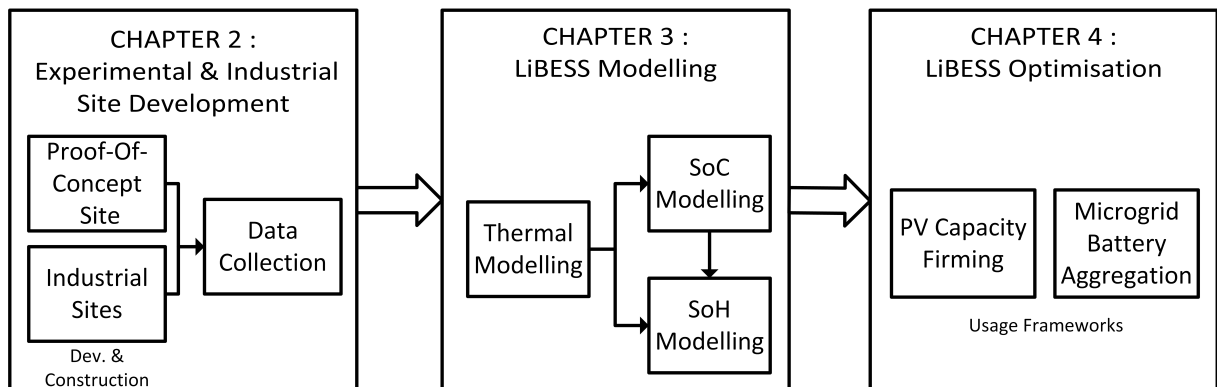 CHAPTER 2 :
Experimental & Industrial
Site Development
Proof-Of-
Concept
Site
Industrial
Sites
Dev. &
Construction
Data
Collection
CHAPTER 3 :
LiBESS Modelling
Thermal
Modelling
SoC
Modelling
SoH
Modelling
CHAPTER 4 :
LiBESS Optimisation
PV Capacity
Firming
Microgrid
Battery
Aggregation
Usage Frameworks